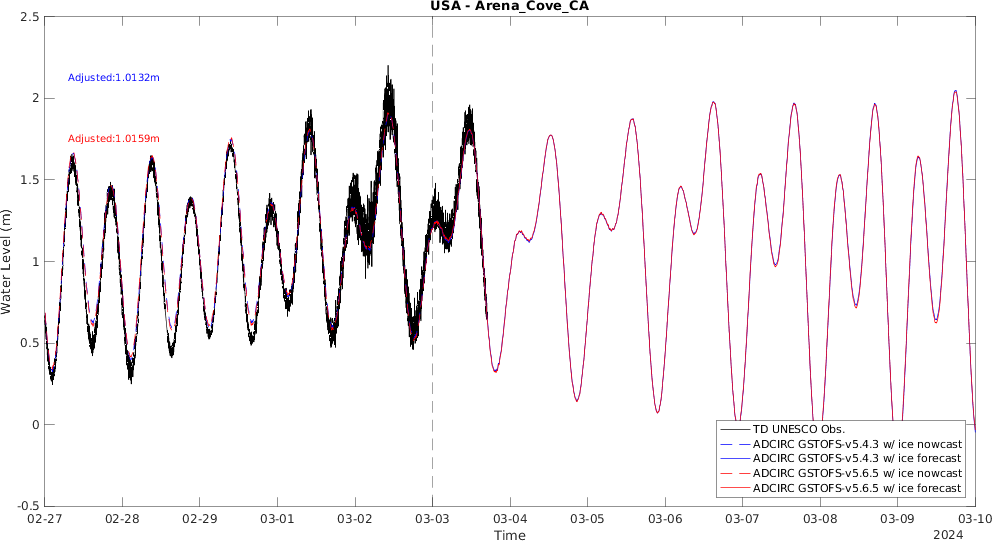 USA - Arena_Cove_CA
Adjusted:1.0132m
Adjusted:1.0159m
Water Level (m)
2.5
2
1.5
1
0.5
0
-0.5
02-27 02-28 02-29 03-01 03-02 03-03 03-04 03-05 03-06 03-07 03-08 03-09 03-10
Time
2024
TD UNESCO Obs.
ADCIRC GSTOFS-v5.4.3 w/ ice nowcast
ADCIRC GSTOFS-v5.4.3 w/ ice forecast
ADCIRC GSTOFS-v5.6.5 w/ ice nowcast
ADCIRC GSTOFS-v5.6.5 w/ ice forecast